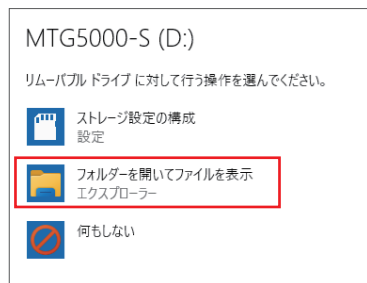 MTG5000-S (D:)
リムーバブル ドライブ に対して行う操作を選んでください。
ストレージ設定の構成
設定
フォルダーを開いてファイルを表示
エクスプローラー
何もしない